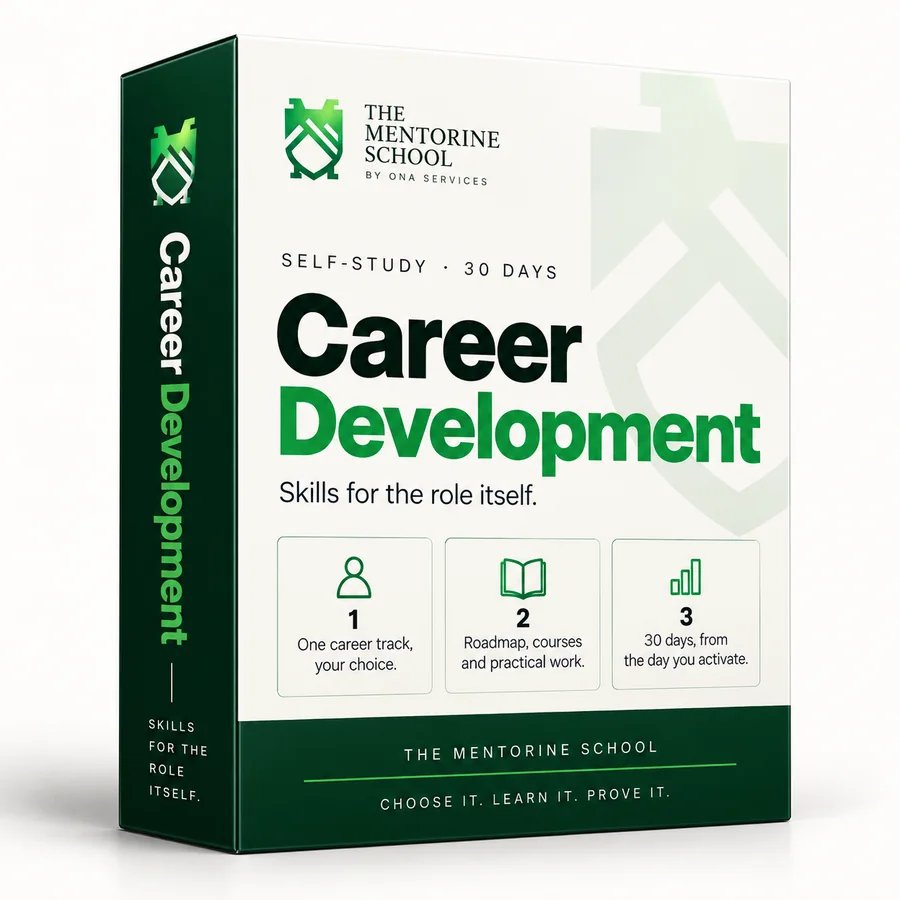 THE
MENTORINE
SCHOOL
BY ONA SERVICES
SELF-STUDY · 30 DAYS
Career
Development
Skills for the role itself.
1
One career track,
your choice.
2
Roadmap, courses
and practical work.
3
30 days, from
the day you activate.
THE MENTORINE SCHOOL
CHOOSE IT. LEARN IT. PROVE IT.
Career Development
SKILLS
FOR THE
ROLE
ITSELF.